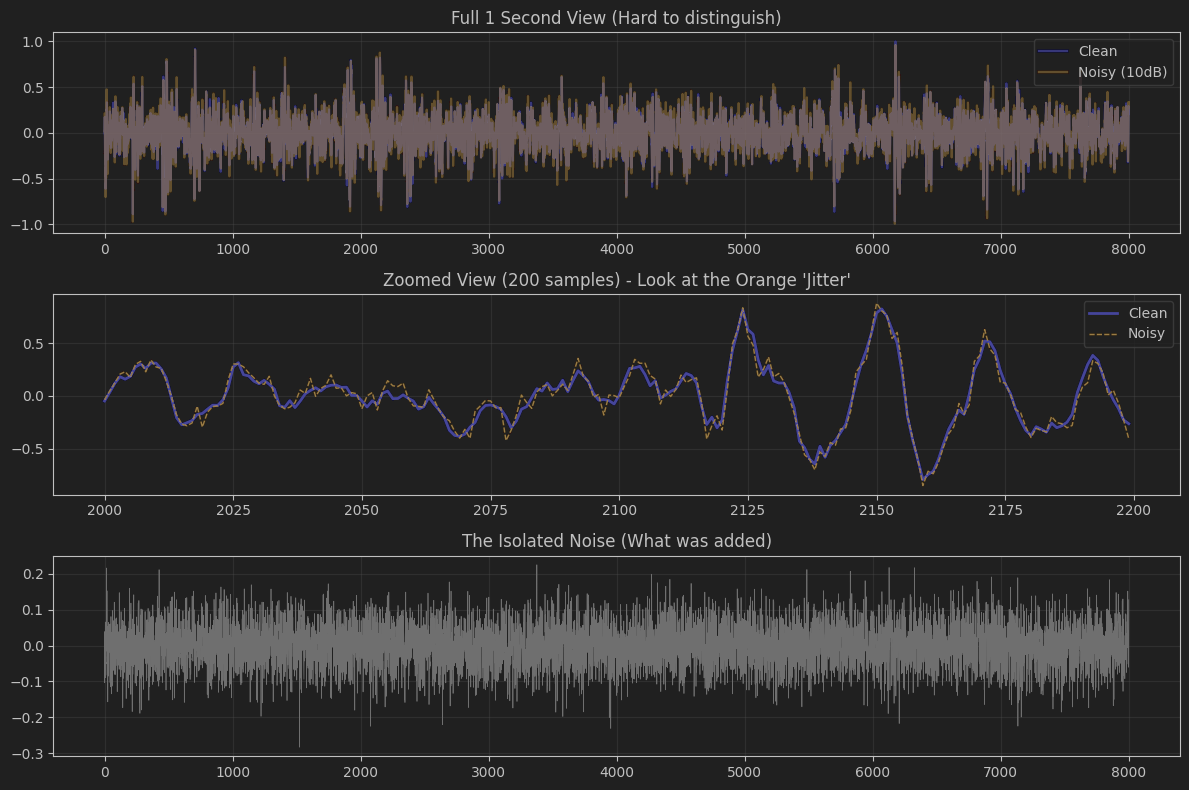 Full 1 Second View (Hard to distinguish)
1.0
0.5
0.0
−0.5
−1.0
Clean
Noisy (10dB)
0 1000 2000 3000 4000 5000 6000 7000 8000
Zoomed View (200 samples) - Look at the Orange 'Jitter'
0.5
0.0
−0.5
Clean
Noisy
2000 2025 2050 2075 2100 2125 2150 2175 2200
The Isolated Noise (What was added)
0.2
0.1
0.0
−0.1
−0.2
−0.3
0 1000 2000 3000 4000 5000 6000 7000 8000